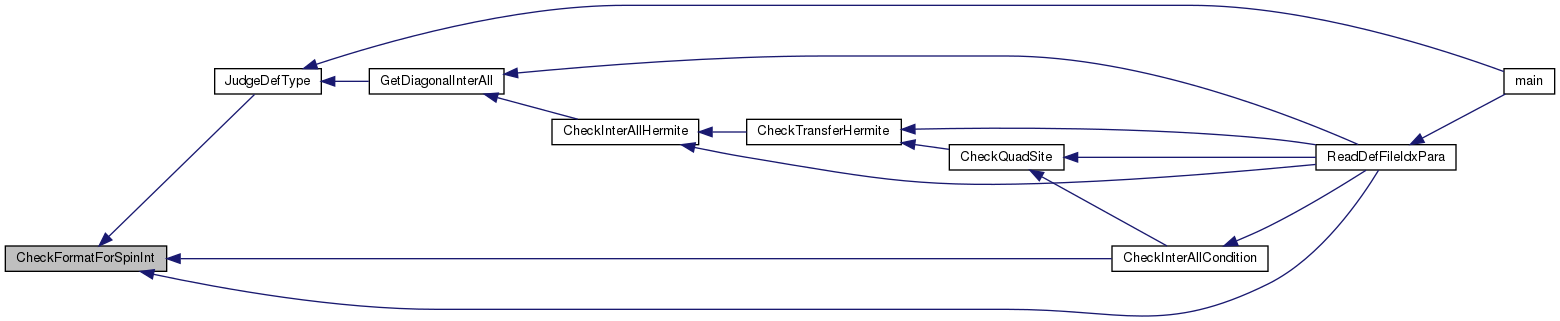 JudgeDefType
GetDiagonalInterAll
main
CheckInterAllHermite
CheckTransferHermite
CheckQuadSite
ReadDefFileIdxPara
CheckFormatForSpinInt
CheckInterAllCondition